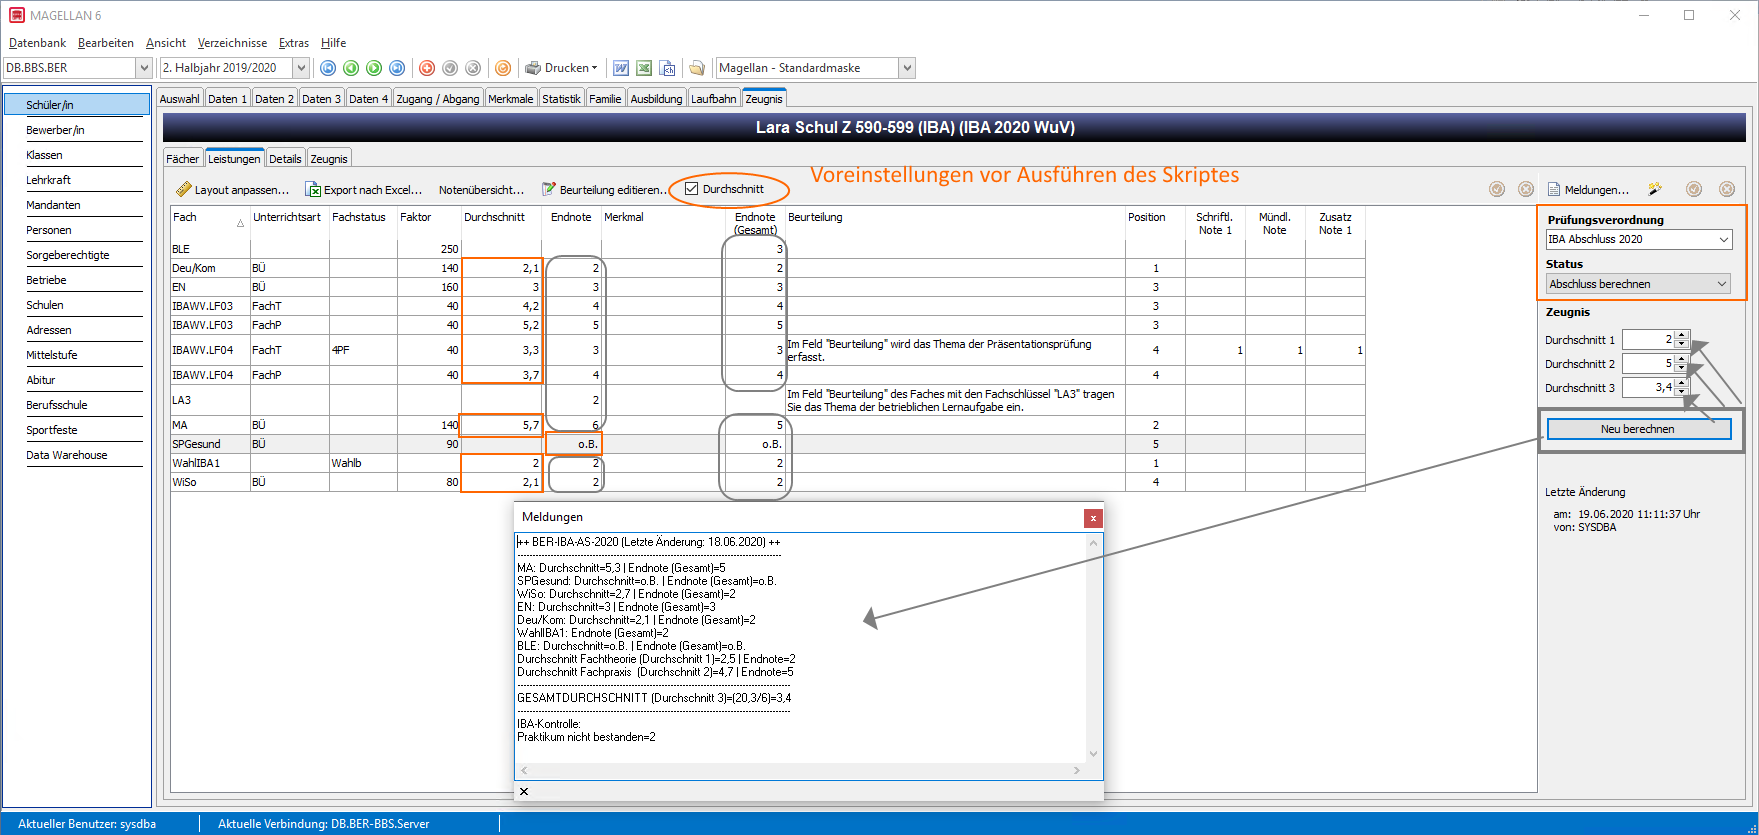 MAGELLAN 6
Datenbank Bearbeiten Ansicht Verzeichnisse Extras Hilfe
DB.BBS.BER 2. Halbjahr 2019/2020 Drucken Magellan - Standardmaske
Schüler/in
Bewerber/in
Klassen
Lehrkraft
Mandanten
Personen
Sorgeberechtigte
Betriebe
Schulen
Adressen
Mittelstufe
Abitur
Berufsschule
Sportfeste
Data Warehouse
Auswahl Daten 1 Daten 2 Daten 3 Daten 4 Zugang / Abgang Merkmale Statistik Familie Ausbildung Laufbahn Zeugnis
Lara Schul Z 590-599 (IBA) (IBA 2020 WuV)
Fächer Leistungen Details Zeugnis
Voreinstellungen vor Ausführen des Skriptes
Layout anpassen... Export nach Excel... Notenübersicht... Beurteilung editieren.. Durchschnitt Meldungen...
Fach Unterrichtsart Fachstatus Faktor Durchschnitt Endnote Merkmal Endnote (Gesamt) Beurteilung Position Schriftl. Note 1 Mündl. Note Zusatz Note 1
BLE 250 3
Deu/Kom BÜ 140 2,1 2 2 1
EN BÜ 160 3 3 3 3
IBAWV.LF03 FachT 40 4,2 4 4 3
IBAWV.LF03 FachP 40 5,2 5 5 3
IBAWV.LF04 FachT 4PF 40 3,3 3 3 Im Feld "Beurteilung" wird das Thema der Präsentationsprüfung erfasst. 4 1 1 1
IBAWV.LF04 FachP 40 3,7 4 4 4
LA3 2 Im Feld "Beurteilung" des Faches mit den Fachschlüssel "LA3" tragen Sie das Thema der betrieblichen Lernaufgabe ein.
MA BÜ 140 5,7 6 5 2
SPGesund BÜ 90 o.B. o.B. 5
WahlIBA1 Wahlb 2 2 2 1
WiSo BÜ 80 2,1 2 2 4
Prüfungsverordnung
IBA Abschluss 2020
Status
Abschluss berechnen
Zeugnis
Durchschnitt 1 2
Durchschnitt 2 5
Durchschnitt 3 3,4
Neu berechnen
Letzte Änderung
am: 19.06.2020 11:11:37 Uhr
von: SYSDBA
Meldungen
++ BER-IBA-AS-2020 (Letzte Änderung: 18.06.2020) ++
MA: Durchschnitt=5,3 | Endnote (Gesamt)=5
SPGesund: Durchschnitt=o.B. | Endnote (Gesamt)=o.B.
WiSo: Durchschnitt=2,7 | Endnote (Gesamt)=2
EN: Durchschnitt=3 | Endnote (Gesamt)=3
Deu/Kom: Durchschnitt=2,1 | Endnote (Gesamt)=2
WahlIBA1: Endnote (Gesamt)=2
BLE: Durchschnitt=o.B. | Endnote (Gesamt)=o.B.
Durchschnitt Fachtheorie (Durchschnitt 1)=2,5 | Endnote=2
Durchschnitt Fachpraxis (Durchschnitt 2)=4,7 | Endnote=5
GESAMTDURCHSCHNITT (Durchschnitt 3)=(20,3/6)=3,4
IBA-Kontrolle:
Praktikum nicht bestanden=2
Aktueller Benutzer: sysdba Aktuelle Verbindung: DB.BER-BBS.Server